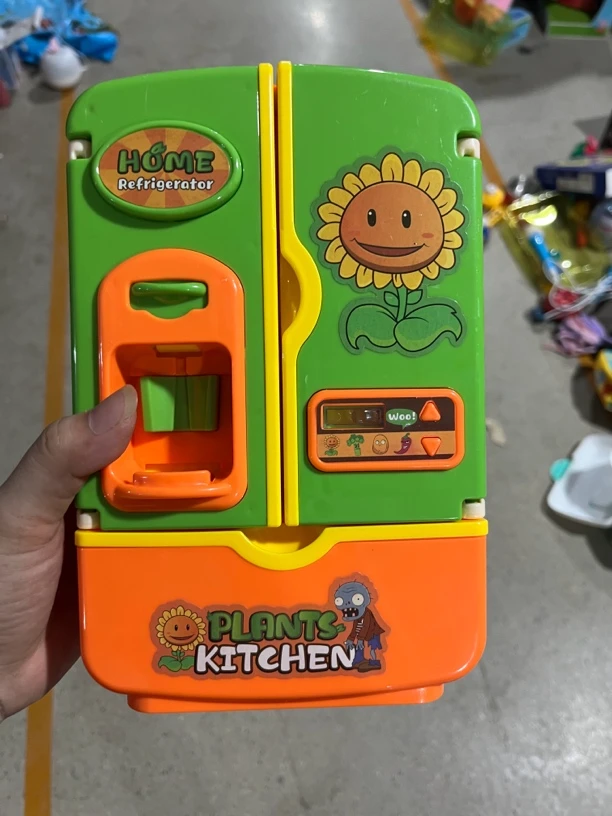 HOME
Refrigerator
Woo!
PLANTS
KITCHEN